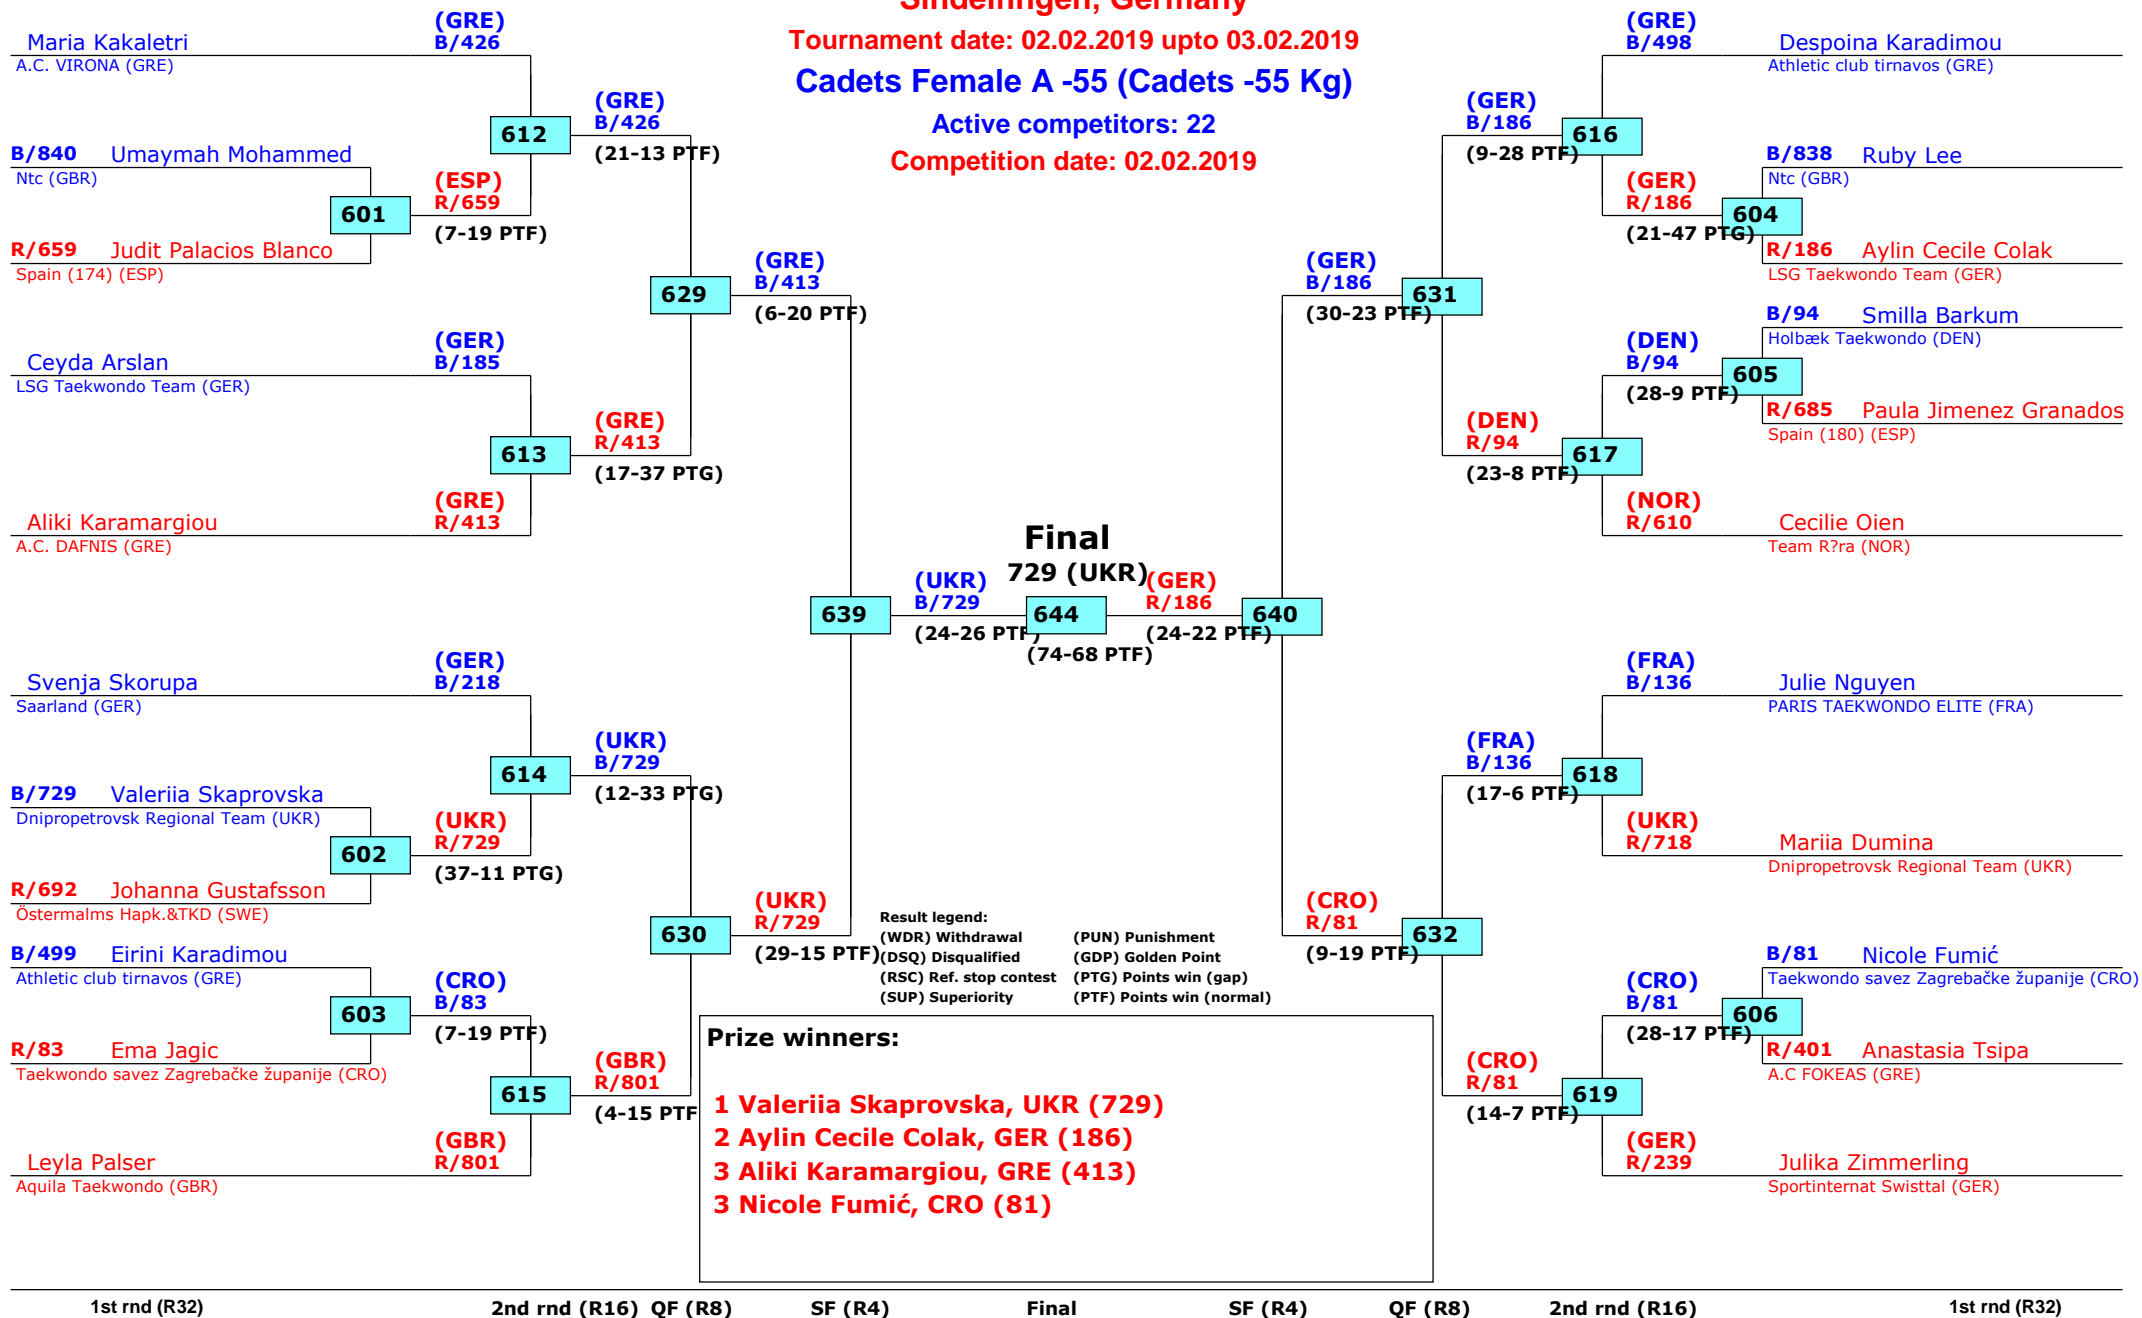 Sindelfingen, Germany
Tournament date: 02.02.2019 upto 03.02.2019
Cadets Female A -55 (Cadets -55 Kg)
Active competitors: 22
Competition date: 02.02.2019
Maria Kakaletri
A.C. VIRONA (GRE)
(GRE)
B/426
B/840 Umaymah Mohammed
Ntc (GBR)
601
R/659 Judit Palacios Blanco
Spain (174) (ESP)
(ESP)
R/659
(7-19 PTF)
612
(GRE)
B/426
(21-13 PTF)
Ceyda Arslan
LSG Taekwondo Team (GER)
(GER)
B/185
613
Aliki Karamargiou
A.C. DAFNIS (GRE)
(GRE)
R/413
(GRE)
R/413
(17-37 PTG)
629
(GRE)
B/413
(6-20 PTF)
Svenja Skorupa
Saarland (GER)
(GER)
B/218
B/729 Valeriia Skaprovska
Dnipropetrovsk Regional Team (UKR)
602
R/692 Johanna Gustafsson
Östermalms Hapk.&TKD (SWE)
(UKR)
R/729
(37-11 PTG)
614
(UKR)
B/729
(12-33 PTG)
B/499 Eirini Karadimou
Athletic club tirnavos (GRE)
603
R/83 Ema Jagic
Taekwondo savez Zagrebačke županije (CRO)
(CRO)
B/83
(7-19 PTF)
615
Leyla Palser
Aquila Taekwondo (GBR)
(GBR)
R/801
(GBR)
R/801
(4-15 PTF
630
(UKR)
R/729
(29-15 PTF)
639
(UKR)
B/729
(24-26 PTF)
Final
729 (UKR)
644
(74-68 PTF)
(GER)
R/186
(24-22 PTF)
640
(GER)
B/186
(30-23 PTF)
631
(GER)
B/186
(9-28 PTF)
616
(GRE)
B/498
Despoina Karadimou
Athletic club tirnavos (GRE)
(GER)
R/186
(21-47 PTG)
604
B/838 Ruby Lee
Ntc (GBR)
R/186 Aylin Cecile Colak
LSG Taekwondo Team (GER)
(DEN)
R/94
(23-8 PTF)
617
(DEN)
B/94
(28-9 PTF)
605
B/94 Smilla Barkum
Holbæk Taekwondo (DEN)
R/685 Paula Jimenez Granados
Spain (180) (ESP)
(NOR)
R/610
Cecilie Oien
Team R?ra (NOR)
(CRO)
R/81
(9-19 PTF)
632
(FRA)
B/136
(17-6 PTF)
618
(FRA)
B/136
Julie Nguyen
PARIS TAEKWONDO ELITE (FRA)
(UKR)
R/718
Mariia Dumina
Dnipropetrovsk Regional Team (UKR)
(CRO)
R/81
(14-7 PTF)
619
(CRO)
B/81
(28-17 PTF)
606
B/81 Nicole Fumić
Taekwondo savez Zagrebačke županije (CRO)
R/401 Anastasia Tsipa
A.C FOKEAS (GRE)
(GER)
R/239
Julika Zimmerling
Sportinternat Swisttal (GER)
Result legend:
(WDR) Withdrawal (PUN) Punishment
(DSQ) Disqualified (GDP) Golden Point
(RSC) Ref. stop contest (PTG) Points win (gap)
(SUP) Superiority (PTF) Points win (normal)
Prize winners:
1 Valeriia Skaprovska, UKR (729)
2 Aylin Cecile Colak, GER (186)
3 Aliki Karamargiou, GRE (413)
3 Nicole Fumić, CRO (81)
1st rnd (R32) 2nd rnd (R16) QF (R8) SF (R4) Final SF (R4) QF (R8) 2nd rnd (R16) 1st rnd (R32)